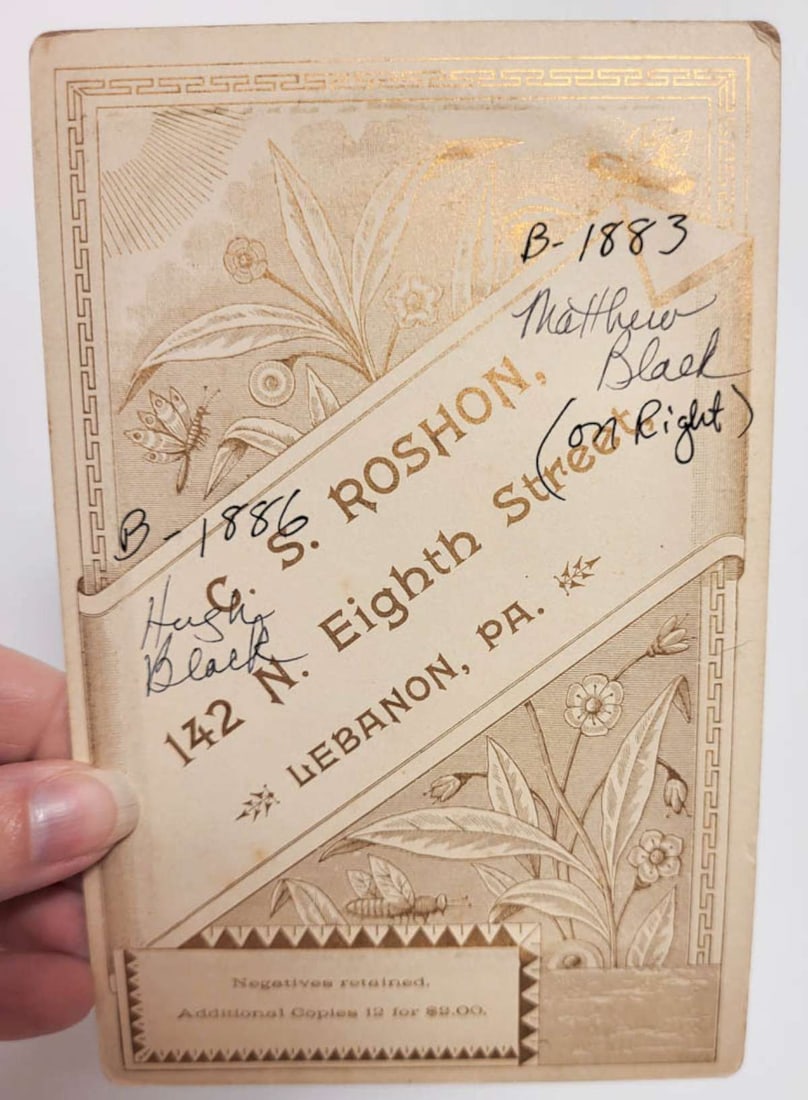 B-1883
Matthew
Black
(on Right)
B-1886
Hugh
Black
C. S. ROSHON,
142 N. Eighth Street,
LEBANON, PA.
Negatives retained.
Additional Copies 12 for $2.00.